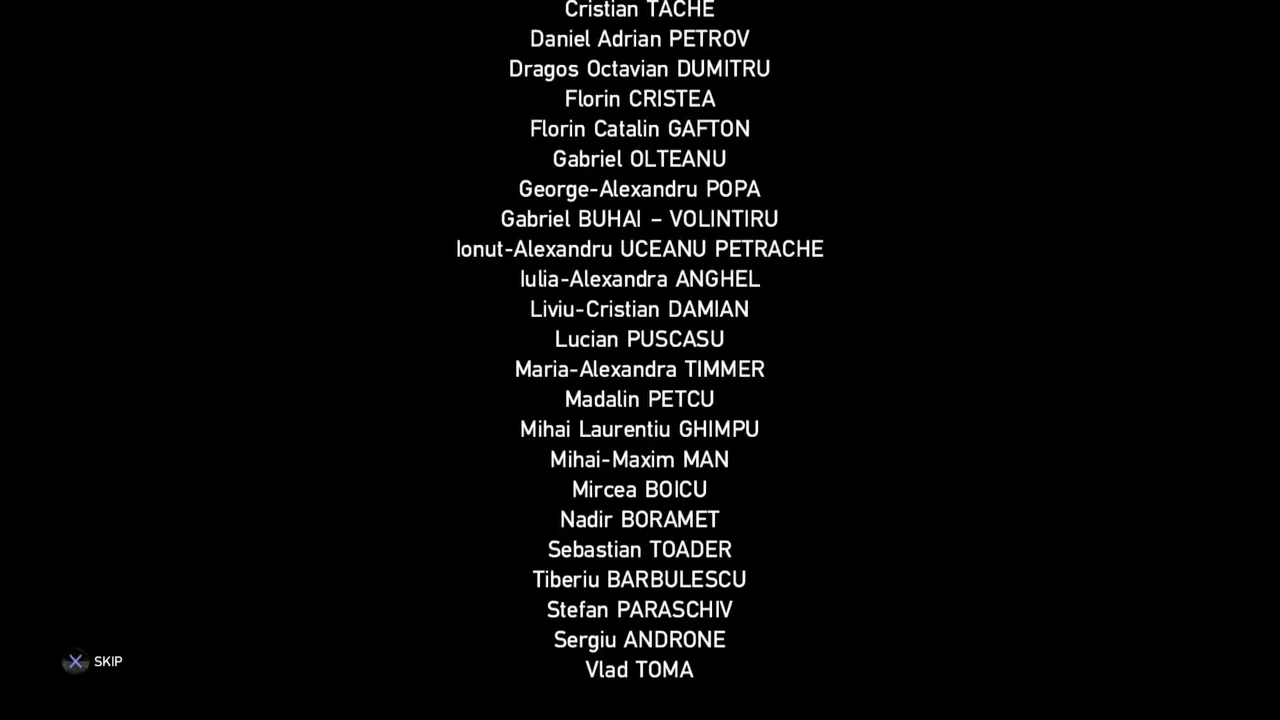 Cristian TACHE
Daniel Adrian PETROV
Dragos Octavian DUMITRU
Florin CRISTEA
Florin Catalin GAFTON
Gabriel OLTEANU
George-Alexandru POPA
Gabriel BUHAI – VOLINTIRU
Ionut-Alexandru UCEANU PETRACHE
Iulia-Alexandra ANGHEL
Liviu-Cristian DAMIAN
Lucian PUSCASU
Maria-Alexandra TIMMER
Madalin PETCU
Mihai Laurentiu GHIMPU
Mihai-Maxim MAN
Mircea BOICU
Nadir BORAMET
Sebastian TOADER
Tiberiu BARBULESCU
Stefan PARASCHIV
Sergiu ANDRONE
Vlad TOMA
SKIP